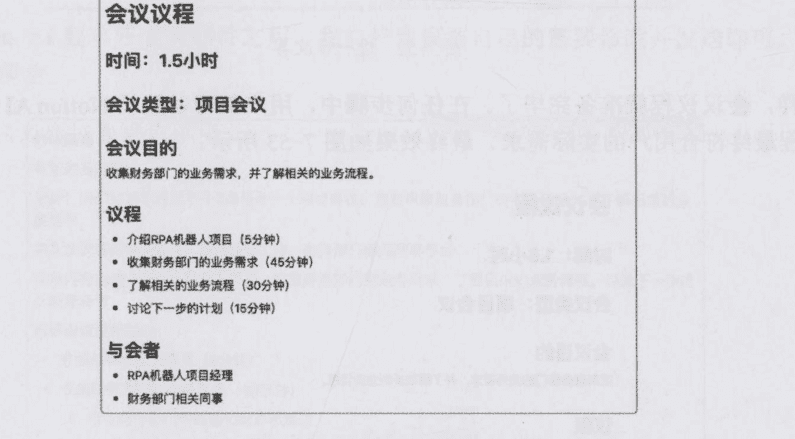 会议议程
时间：1.5小时
会议类型：项目会议
会议目的
收集财务部门的业务需求，并了解相关的业务流程。
议程
• 介绍RPA机器人项目（5分钟）
• 收集财务部门的业务需求（45分钟）
• 了解相关的业务流程（30分钟）
• 讨论下一步的计划（15分钟）
与会者
• RPA机器人项目经理
• 财务部门相关同事